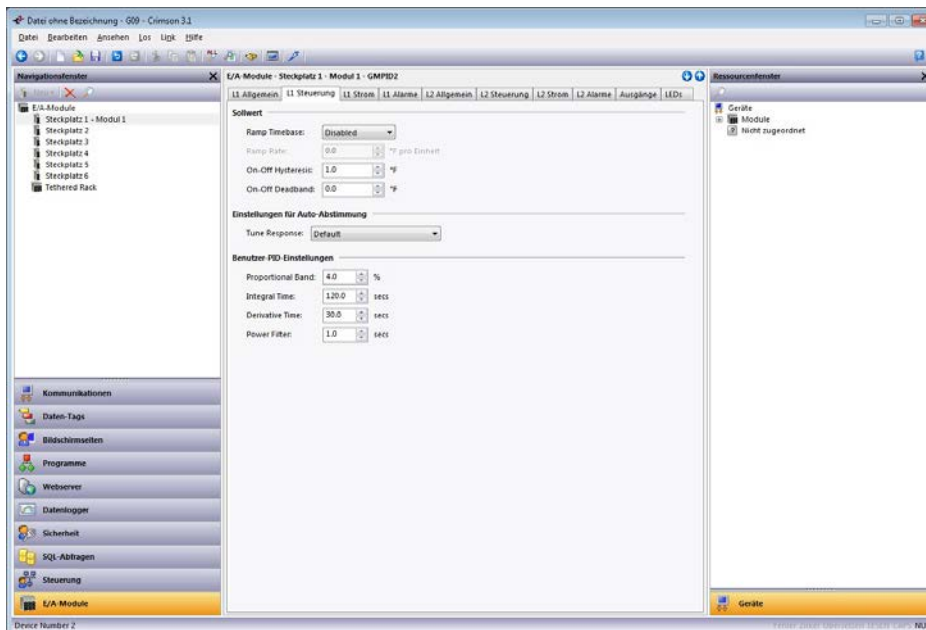 Datei ohne Bezeichnung - G09 - Crimson 3.1
Datei Bearbeiten Ansehen Los Link Hilfe
Navigationsfenster
E/A-Module - Steckplatz 1 - Modul 1 - GMPID2
Ressourcenfenster
L1 Allgemein L1 Steuerung L1 Strom L1 Alarme L2 Allgemein L2 Steuerung L2 Strom L2 Alarme Ausgänge LEDs
E/A-Module
Steckplatz 1 - Modul 1
Steckplatz 2
Steckplatz 3
Steckplatz 4
Steckplatz 5
Steckplatz 6
Tethered Rack
Sollwert
Ramp Timebase: Disabled
Ramp Rate: 0.0 °F pro Einheit
On-Off Hysteresis: 1.0 °F
On-Off Deadband: 0.0 °F
Einstellungen für Auto-Abstimmung
Tune Response: Default
Benutzer-PID-Einstellungen
Proportional Band: 4.0 %
Integral Time: 120.0 secs
Derivative Time: 30.0 secs
Power Filter: 1.0 secs
Geräte
Module
Nicht zugeordnet
Kommunikationen
Daten-Tags
Bildschirmseiten
Programme
Webserver
Datenlogger
Sicherheit
SQL-Abfragen
Steuerung
E/A-Module
Geräte
Device Number 2
NU